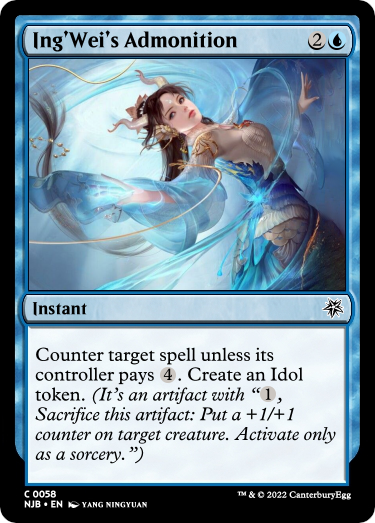 Ing'Wei's Admonition 2
Instant
Counter target spell unless its
controller pays 4. Create an Idol
token. (It's an artifact with “1,
Sacrifice this artifact: Put a +1/+1
counter on target creature. Activate only
as a sorcery.”)
C 0058
NJB • EN YANG NINGYUAN
™ & © 2022 CanterburyEgg